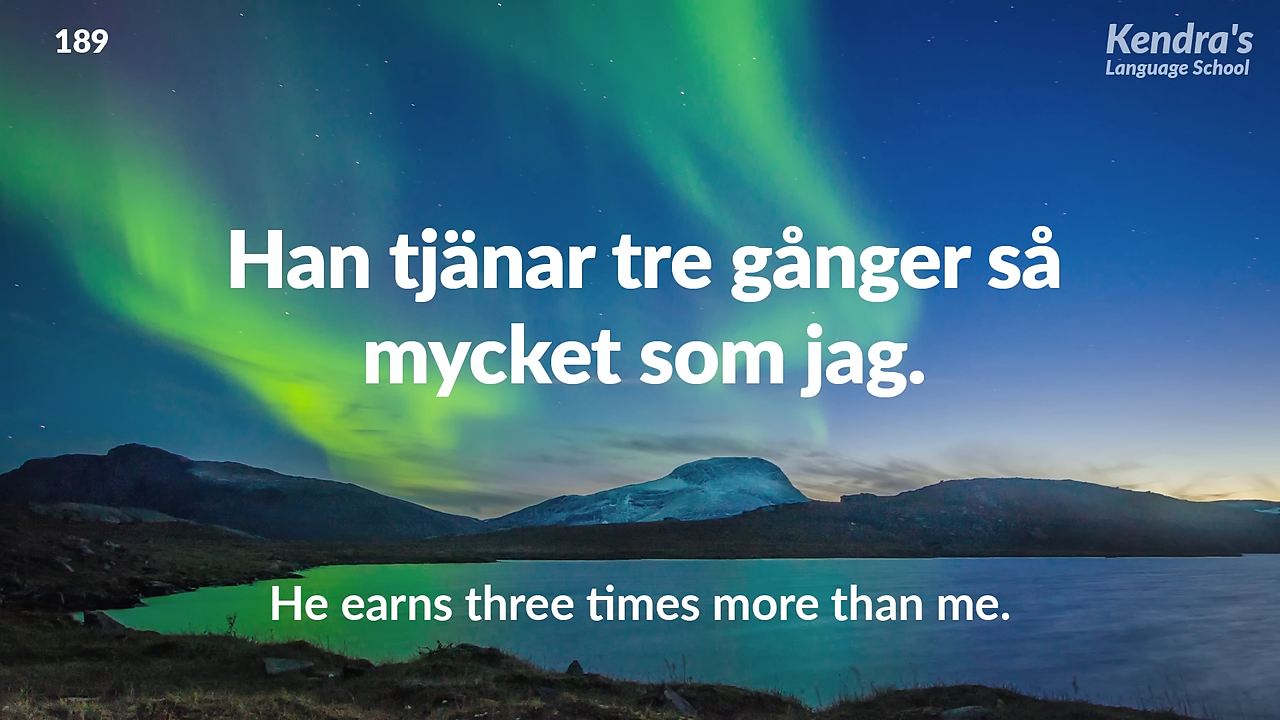 189
Kendra's
Language School
Han tjänar tre gånger så
mycket som jag.
He earns three times more than me.